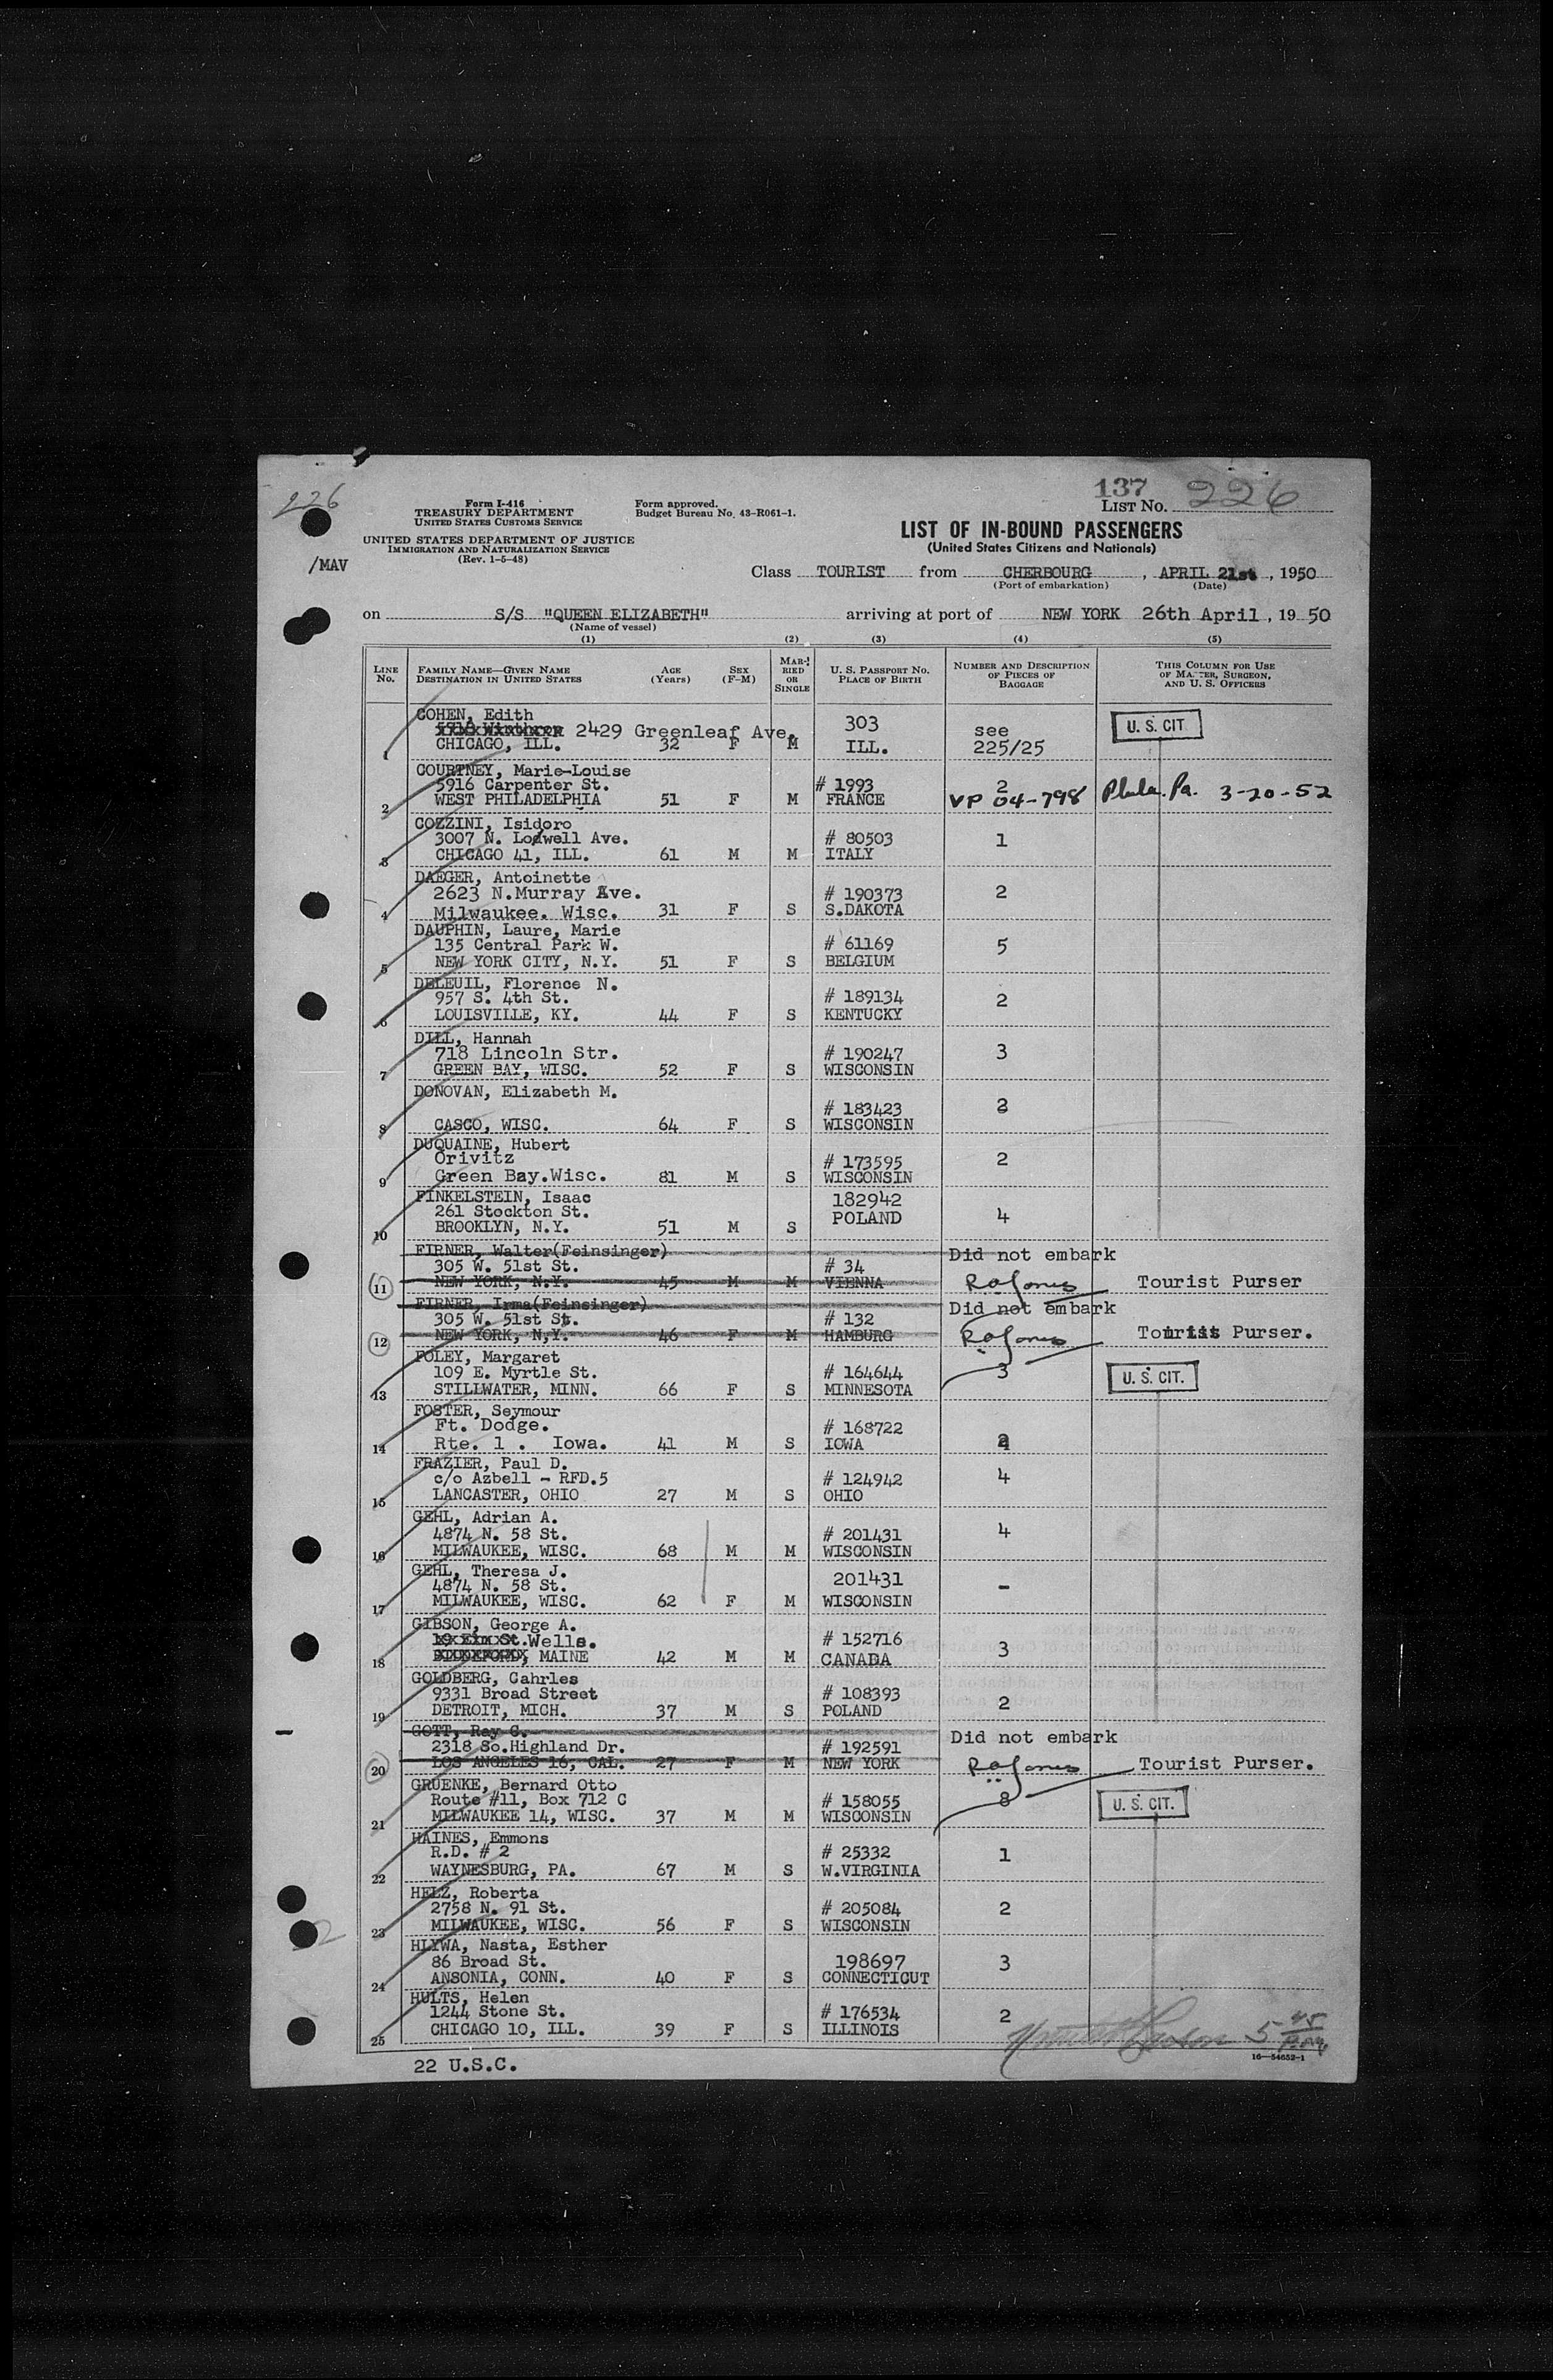 226
137
Form I-416
TREASURY DEPARTMENT
UNITED STATES CUSTOMS SERVICE
Form approved.
Budget Bureau No. 43-R061-1.
LIST NO. 226
UNITED STATES DEPARTMENT OF JUSTICE
IMMIGRATION AND NATURALIZATION SERVICE
(Rev. 1-5-48)
/MAV
LIST OF IN-BOUND PASSENGERS
(United States Citizens and Nationals)
Class TOURIST from CHERBOURG, APRIL 21st, 1950
(Port of embarkation) (Date)
on S/S "QUEEN ELIZABETH" arriving at port of NEW YORK 26th April, 1950
(Name of vessel)
(1) (2) (3) (4) (5)
LINE No. FAMILY NAME—GIVEN NAME DESTINATION IN UNITED STATES AGE (Years) SEX (F-M) MARRIED OR SINGLE U. S. PASSPORT NO. PLACE OF BIRTH NUMBER AND DESCRIPTION OF PIECES OF BAGGAGE THIS COLUMN FOR USE OF MASTER, SURGEON, AND U. S. OFFICERS
COHEN, Edith 303 U. S. CIT
2429 Greenleaf Ave. see
1 CHICAGO, ILL. 32 F M ILL. 225/25
COURTNEY, Marie-Louise
5916 Carpenter St. # 1993 2
2 WEST PHILADELPHIA 51 F M FRANCE VP 04-798 Phila. Pa. 3-20-52
COZZINI, Isidoro
3007 N. Lowell Ave. # 80503 1
3 CHICAGO 41, ILL. 61 M M ITALY
DAEGER, Antoinette
2623 N.Murray Ave. # 190373 2
4 Milwaukee. Wisc. 31 F S S.DAKOTA
DAUPHIN, Laure, Marie
135 Central Park W. # 61169 5
5 NEW YORK CITY, N.Y. 51 F S BELGIUM
DELEUIL, Florence N.
957 S. 4th St. # 189134 2
6 LOUISVILLE, KY. 44 F S KENTUCKY
DILL, Hannah
718 Lincoln Str. # 190247 3
7 GREEN BAY, WISC. 52 F S WISCONSIN
DONOVAN, Elizabeth M.
# 183423 2
8 CASCO, WISC. 64 F S WISCONSIN
DUQUAINE, Hubert
Orivitz # 173595 2
9 Green Bay.Wisc. 81 M S WISCONSIN
FINKELSTEIN, Isaac 182942
261 Stockton St. POLAND 4
10 BROOKLYN, N.Y. 51 M S
FIRNER, Walter(Feinsinger) Did not embark
305 W. 51st St. # 34
11 NEW YORK, N.Y. 45 M M VIENNA Tourist Purser
FIRNER, Irma(Feinsinger) Did not embark
305 W. 51st St. # 132
12 NEW YORK, N,Y. 46 F M HAMBURG Purser.
FOLEY, Margaret
109 E. Myrtle St. # 164644 3 U. S. CIT.
13 STILLWATER, MINN. 66 F S MINNESOTA
FOSTER, Seymour
Ft. Dodge. # 168722
14 Rte. 1 . Iowa. 41 M S IOWA
FRAZIER, Paul D.
c/o Azbell - RFD.5 # 124942 4
15 LANCASTER, OHIO 27 M S OHIO
GEHL, Adrian A.
4874 N. 58 St. # 201431 4
16 MILWAUKEE, WISC. 68 M M WISCONSIN
GEHL, Theresa J.
4874 N. 58 St. 201431 -
17 MILWAUKEE, WISC. 62 F M WISCONSIN
GIBSON, George A.
19 Elm St. Wells. # 152716 3
18 MAINE 42 M M CANADA
GOLDBERG, Cahrles
9331 Broad Street # 108393 2
19 DETROIT, MICH. 37 M S POLAND
GOTT, Ray C. Did not embark
2318 So.Highland Dr. # 192591
20 LOS ANGELES 16, CAL. 27 F M NEW YORK Tourist Purser.
GRUENKE, Bernard Otto
Route #11, Box 712 C # 158055 8 U. S. CIT.
21 MILWAUKEE 14, WISC. 37 M M WISCONSIN
HAINES, Emmons
R.D. # 2 # 25332 1
22 WAYNESBURG, PA. 67 M S W.VIRGINIA
HELZ, Roberta
2758 N. 91 St. # 205084 2
23 MILWAUKEE, WISC. 56 F S WISCONSIN
HLYWA, Nasta, Esther
86 Broad St. 198697 3
24 ANSONIA, CONN. 40 F S CONNECTICUT
HULTS, Helen
1244 Stone St. # 176534 2
25 CHICAGO 10, ILL. 39 F S ILLINOIS
22 U.S.C.
16—54652-1